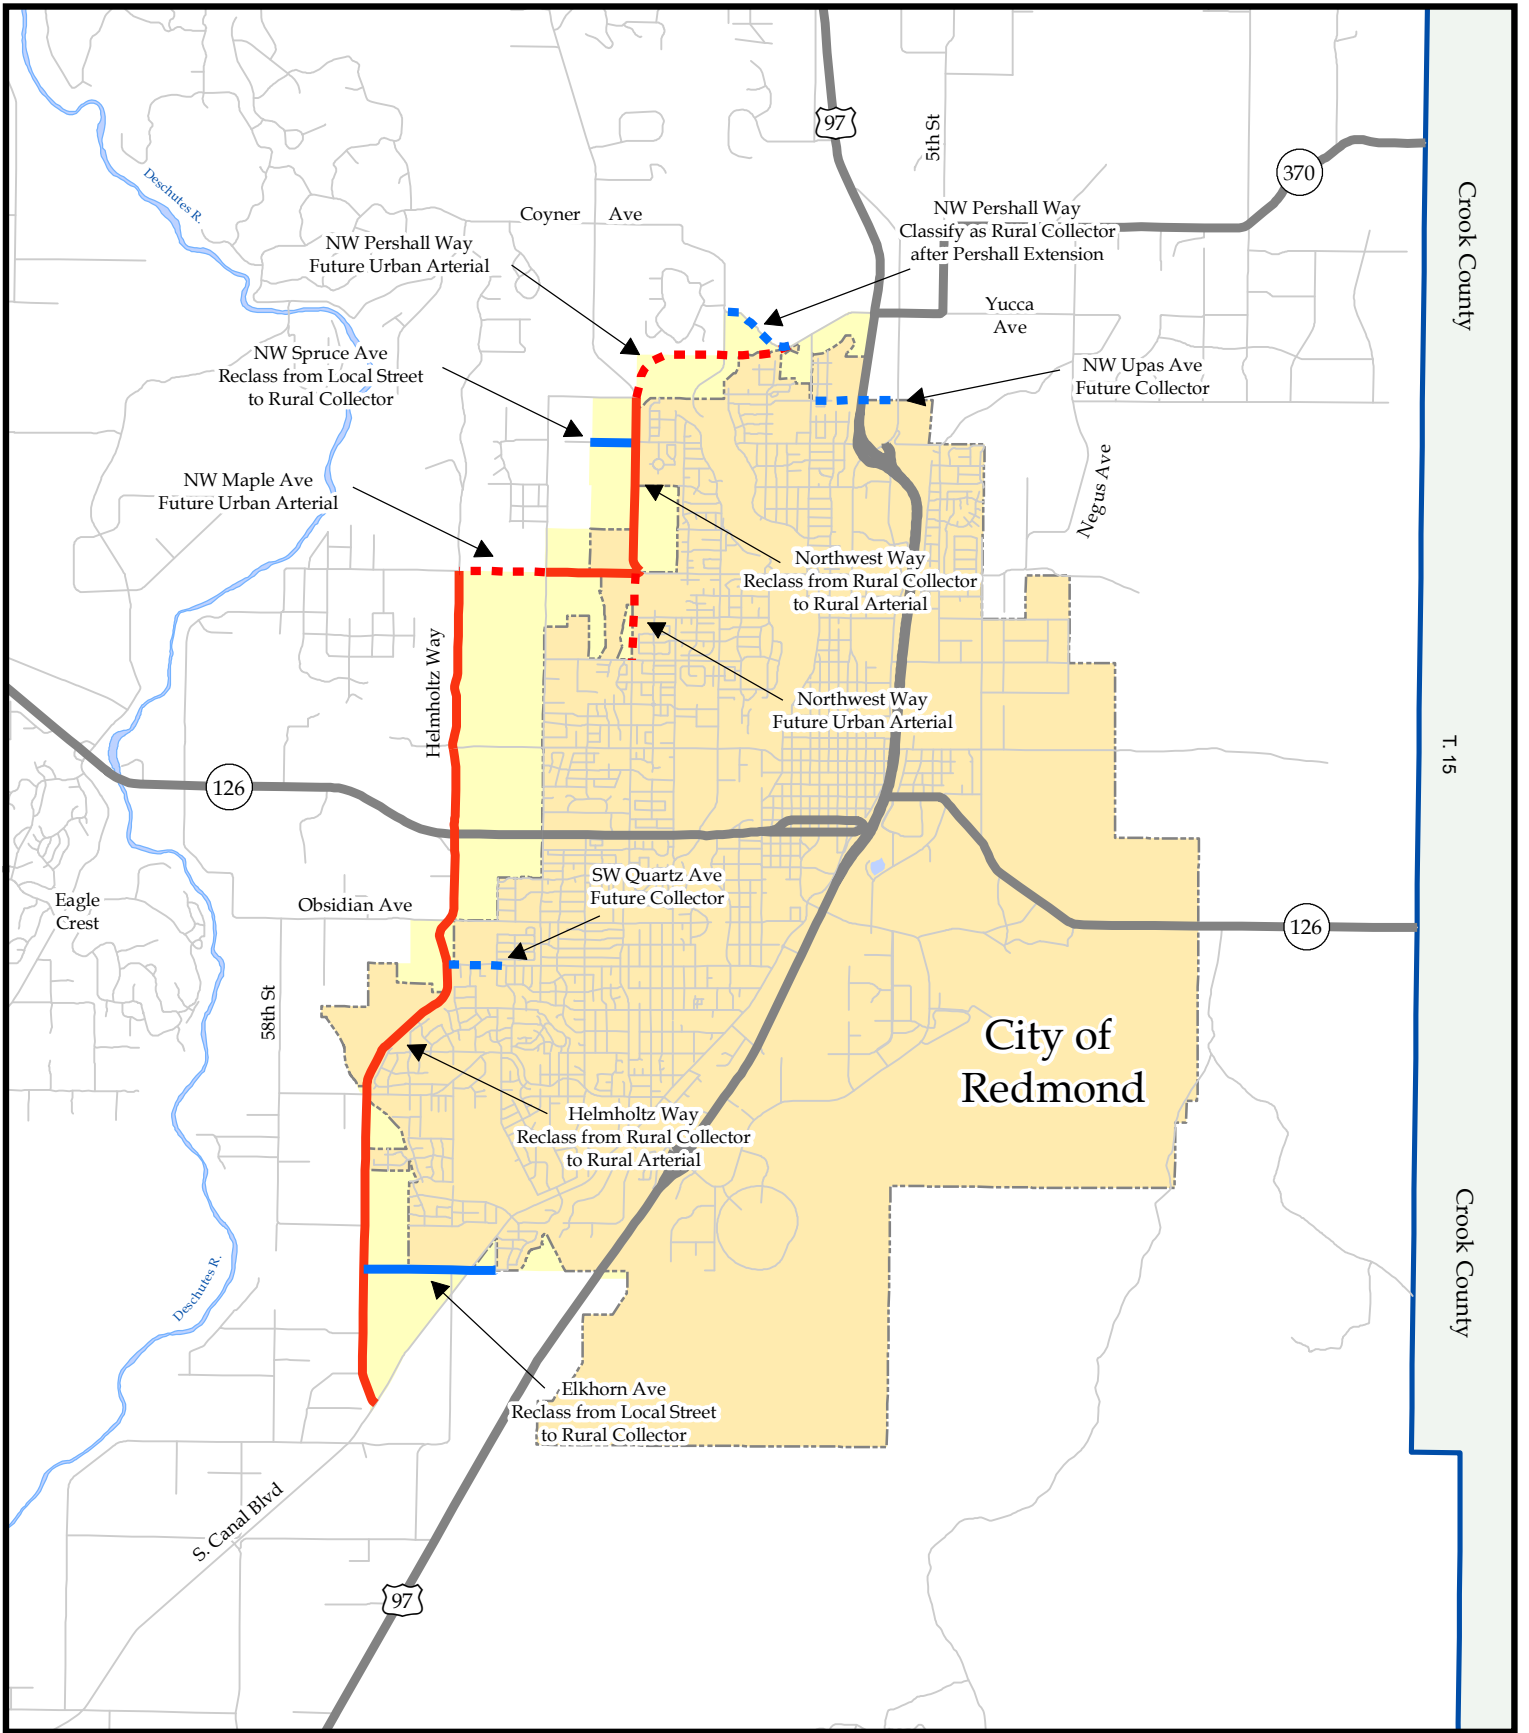 97
5th St
370
Crook County
Deschutes R.
Coyner Ave
NW Pershall Way
Classify as Rural Collector
after Pershall Extension
NW Pershall Way
Future Urban Arterial
Yucca
Ave
NW Spruce Ave
Reclass from Local Street
to Rural Collector
NW Upas Ave
Future Collector
NW Maple Ave
Future Urban Arterial
Negus Ave
Northwest Way
Reclass from Rural Collector
to Rural Arterial
Helmholtz Way
Northwest Way
Future Urban Arterial
T. 15
126
SW Quartz Ave
Future Collector
Eagle
Crest
Obsidian Ave
126
58th St
City of
Redmond
Helmholtz Way
Reclass from Rural Collector
to Rural Arterial
Crook County
Deschutes R.
Elkhorn Ave
Reclass from Local Street
to Rural Collector
S. Canal Blvd
97